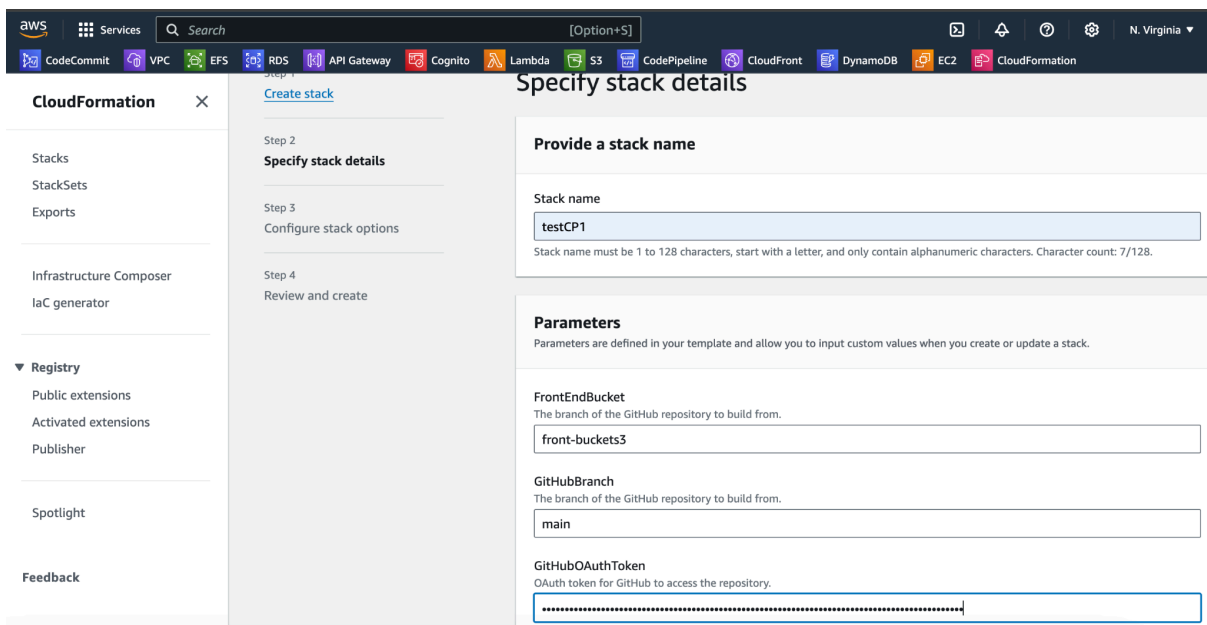 aws
Services
Search
[Option+S]
N. Virginia
CodeCommit
VPC
EFS
RDS
API Gateway
Cognito
Lambda
S3
CodePipeline
CloudFront
DynamoDB
EC2
CloudFormation
CloudFormation
Stacks
StackSets
Exports
Infrastructure Composer
IaC generator
Registry
Public extensions
Activated extensions
Publisher
Spotlight
Feedback
Step 1
Create stack
Step 2
Specify stack details
Step 3
Configure stack options
Step 4
Review and create
Specify stack details
Provide a stack name
Stack name
testCP1
Stack name must be 1 to 128 characters, start with a letter, and only contain alphanumeric characters. Character count: 7/128.
Parameters
Parameters are defined in your template and allow you to input custom values when you create or update a stack.
FrontEndBucket
The branch of the GitHub repository to build from.
front-buckets3
GitHubBranch
The branch of the GitHub repository to build from.
main
GitHubOAuthToken
OAuth token for GitHub to access the repository.